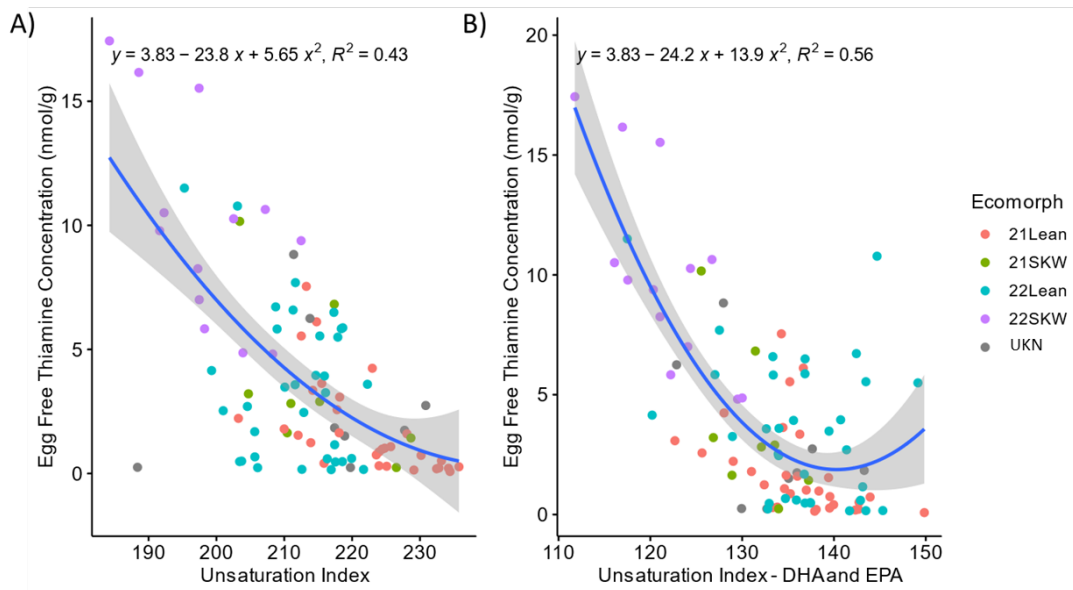 A)
y = 3.83 − 23.8 x + 5.65 x², R² = 0.43
Egg Free Thiamine Concentration (nmol/g)
15
10
5
0
190 200 210 220 230
Unsaturation Index
B)
y = 3.83 − 24.2 x + 13.9 x², R² = 0.56
Egg Free Thiamine Concentration (nmol/g)
20
15
10
5
0
110 120 130 140 150
Unsaturation Index - DHAand EPA
Ecomorph
21Lean
21SKW
22Lean
22SKW
UKN